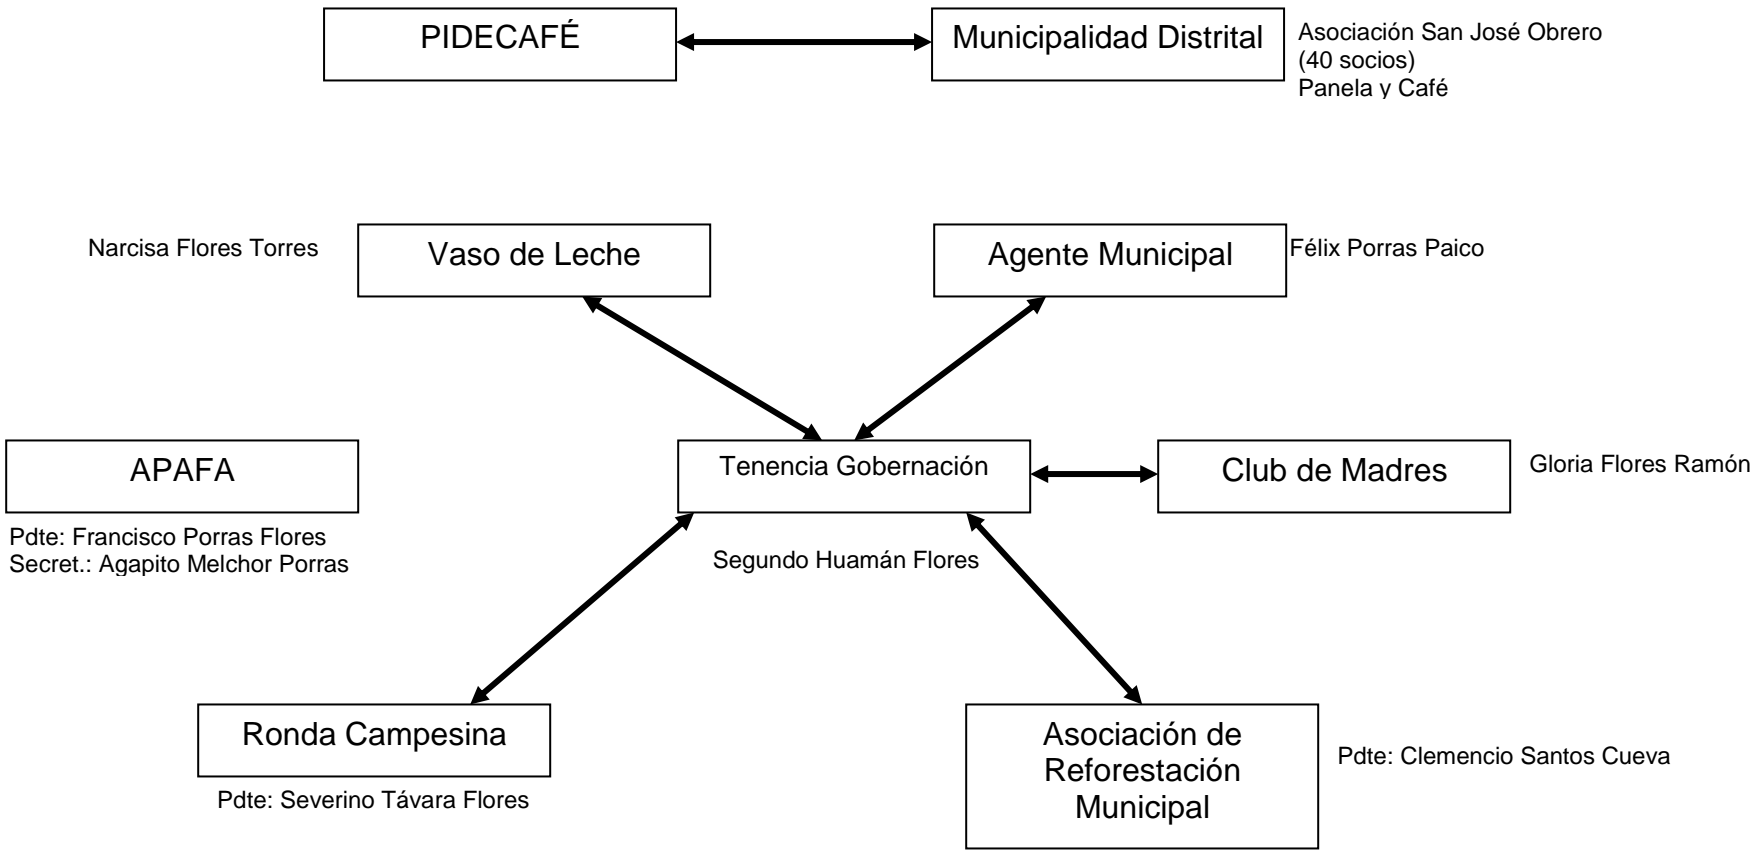 PIDECAFÉ
Municipalidad Distrital
Asociación San José Obrero
(40 socios)
Panela y Café
Narcisa Flores Torres
Vaso de Leche
Agente Municipal
Félix Porras Paico
APAFA
Pdte: Francisco Porras Flores
Secret.: Agapito Melchor Porras
Tenencia Gobernación
Segundo Huamán Flores
Club de Madres
Gloria Flores Ramón
Ronda Campesina
Pdte: Severino Távara Flores
Asociación de
Reforestación
Municipal
Pdte: Clemencio Santos Cueva